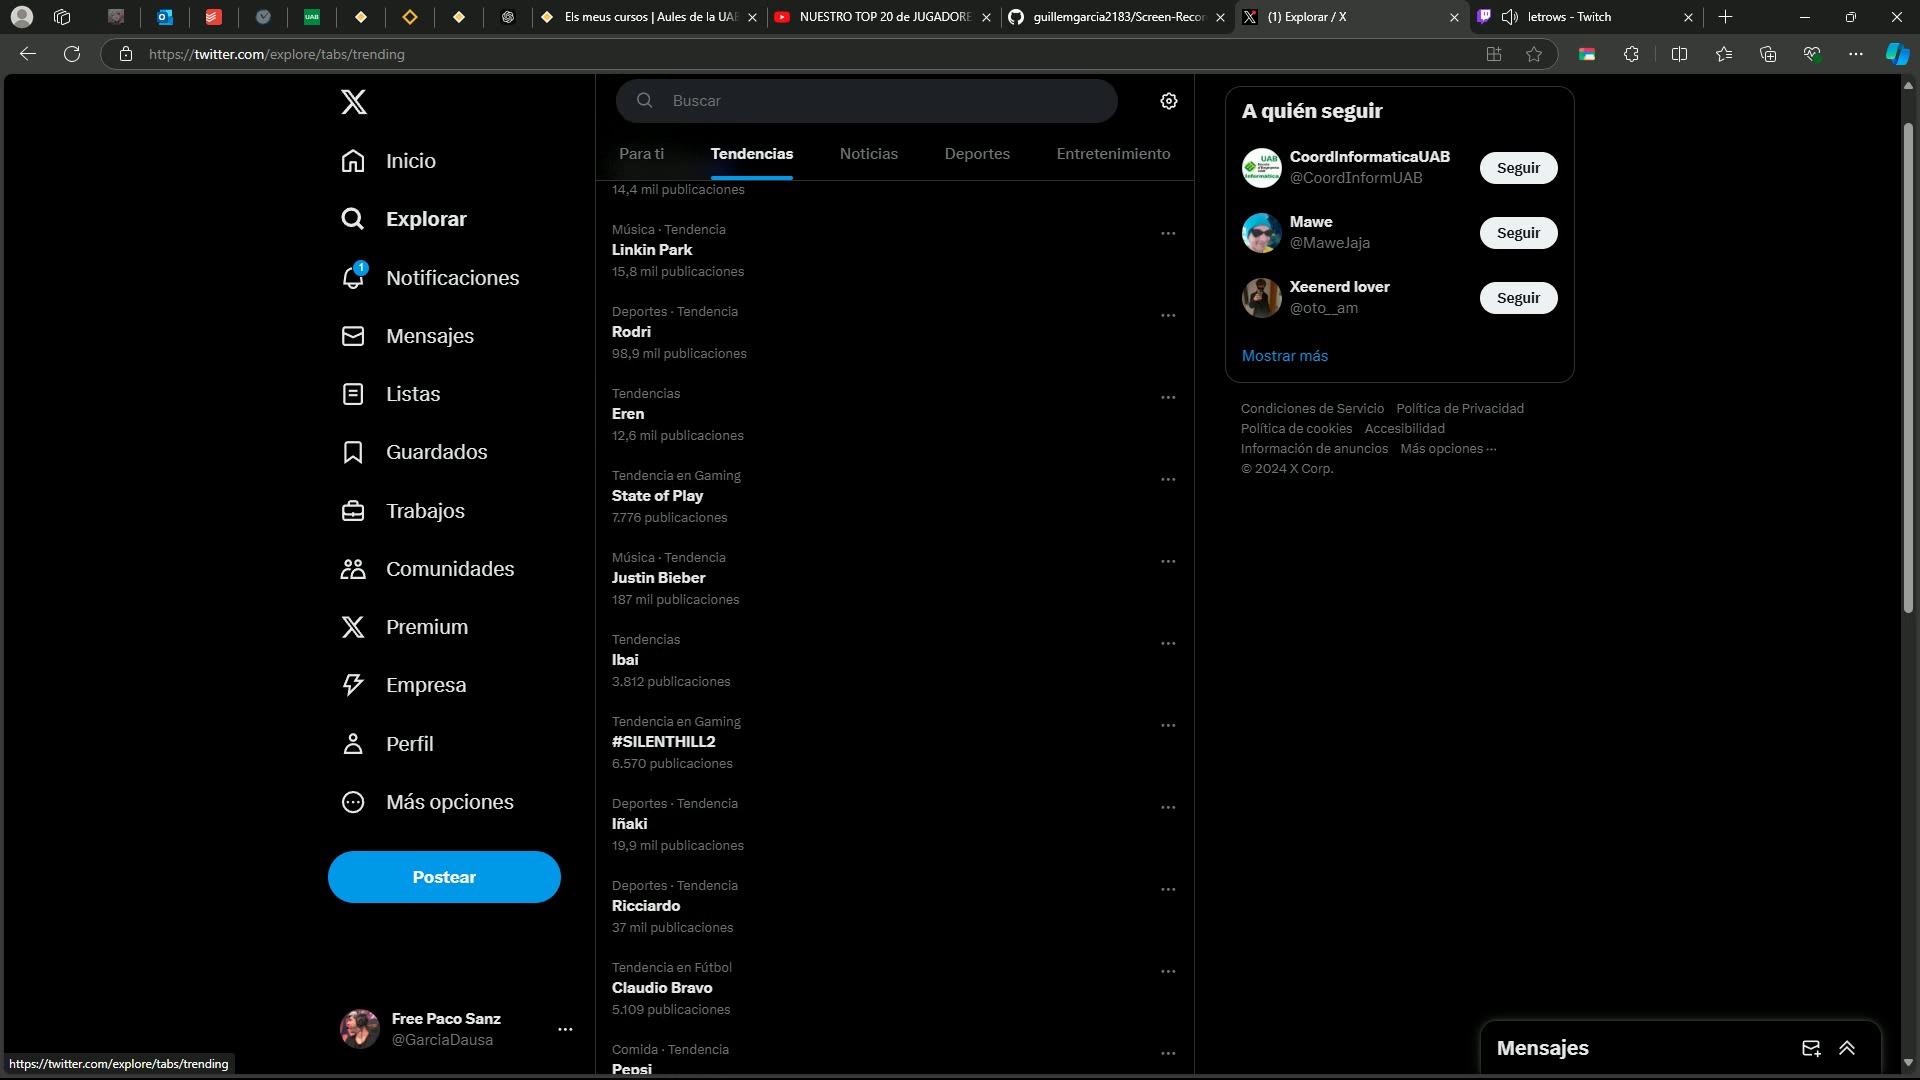 Els meus cursos | Aules de la UAB
NUESTRO TOP 20 de JUGADORE
guillemgarcia2183/Screen-Recor
(1) Explorar / X
letrows - Twitch
https://twitter.com/explore/tabs/trending
Inicio
Explorar
1
Notificaciones
Mensajes
Listas
Guardados
Trabajos
Comunidades
Premium
Empresa
Perfil
Más opciones
Postear
Free Paco Sanz
@GarciaDausa
https://twitter.com/explore/tabs/trending
Buscar
Para ti
Tendencias
Noticias
Deportes
Entretenimiento
14,4 mil publicaciones
Música · Tendencia
Linkin Park
15,8 mil publicaciones
Deportes · Tendencia
Rodri
98,9 mil publicaciones
Tendencias
Eren
12,6 mil publicaciones
Tendencia en Gaming
State of Play
7.776 publicaciones
Música · Tendencia
Justin Bieber
187 mil publicaciones
Tendencias
Ibai
3.812 publicaciones
Tendencia en Gaming
#SILENTHILL2
6.570 publicaciones
Deportes · Tendencia
Iñaki
19,9 mil publicaciones
Deportes · Tendencia
Ricciardo
37 mil publicaciones
Tendencia en Fútbol
Claudio Bravo
5.109 publicaciones
Comida · Tendencia
Pepsi
A quién seguir
CoordInformaticaUAB
@CoordInformUAB
Seguir
Mawe
@MaweJaja
Seguir
Xeenerd lover
@oto__am
Seguir
Mostrar más
Condiciones de Servicio Política de Privacidad
Política de cookies Accesibilidad
Información de anuncios Más opciones ···
© 2024 X Corp.
Mensajes